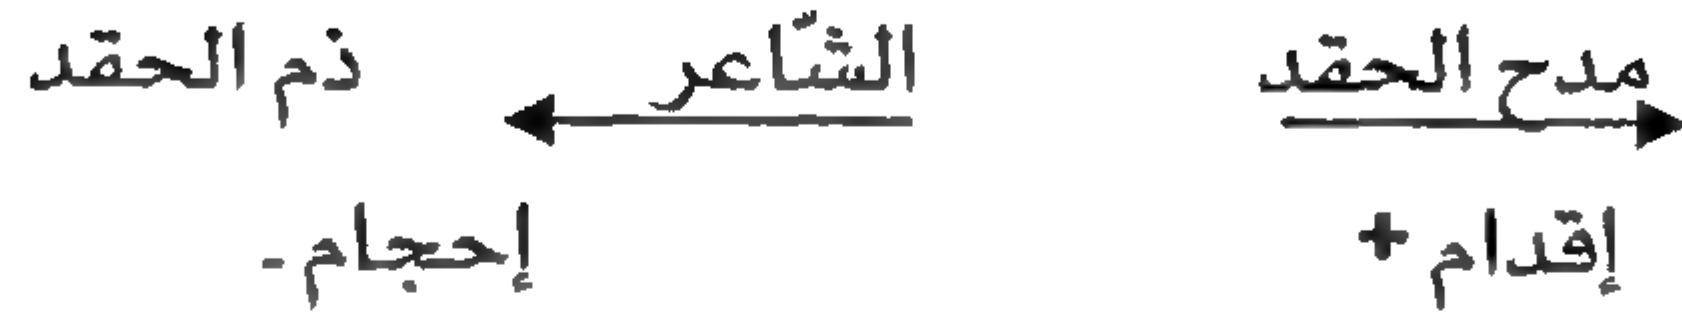 مدح الحقد الشّاعر ذم الحقد
إقدام + إحجام -